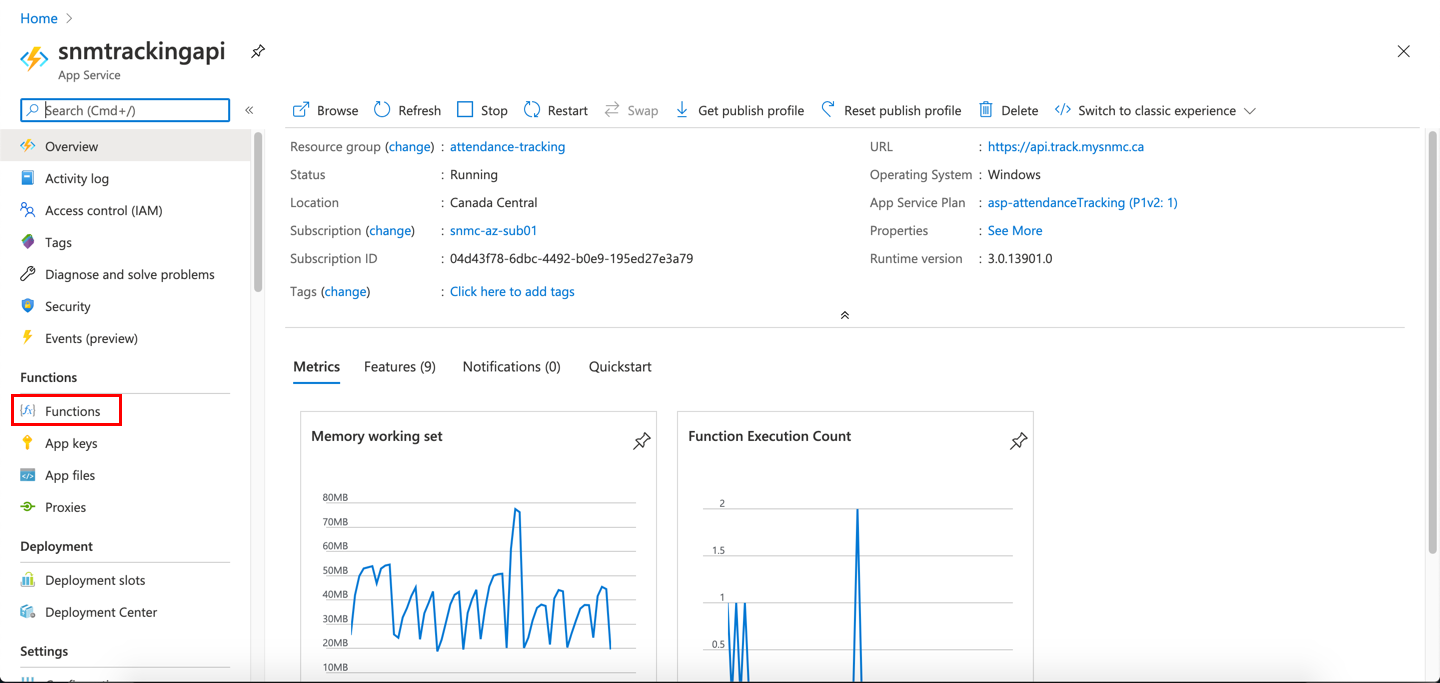 Home
snmtrackingapi
App Service
Search (Cmd+/)
Overview
Activity log
Access control (IAM)
Tags
Diagnose and solve problems
Security
Events (preview)
Functions
Functions
App keys
App files
Proxies
Deployment
Deployment slots
Deployment Center
Settings
Browse Refresh Stop Restart Swap Get publish profile Reset publish profile Delete Switch to classic experience
Resource group (change) : attendance-tracking
Status : Running
Location : Canada Central
Subscription (change) : snmc-az-sub01
Subscription ID : 04d43f78-6dbc-4492-b0e9-195ed27e3a79
Tags (change) : Click here to add tags
URL : https://api.track.mysnmc.ca
Operating System : Windows
App Service Plan : asp-attendanceTracking (P1v2: 1)
Properties : See More
Runtime version : 3.0.13901.0
Metrics Features (9) Notifications (0) Quickstart
Memory working set
80MB
70MB
60MB
50MB
40MB
30MB
20MB
10MB
Function Execution Count
2
1.5
1
0.5